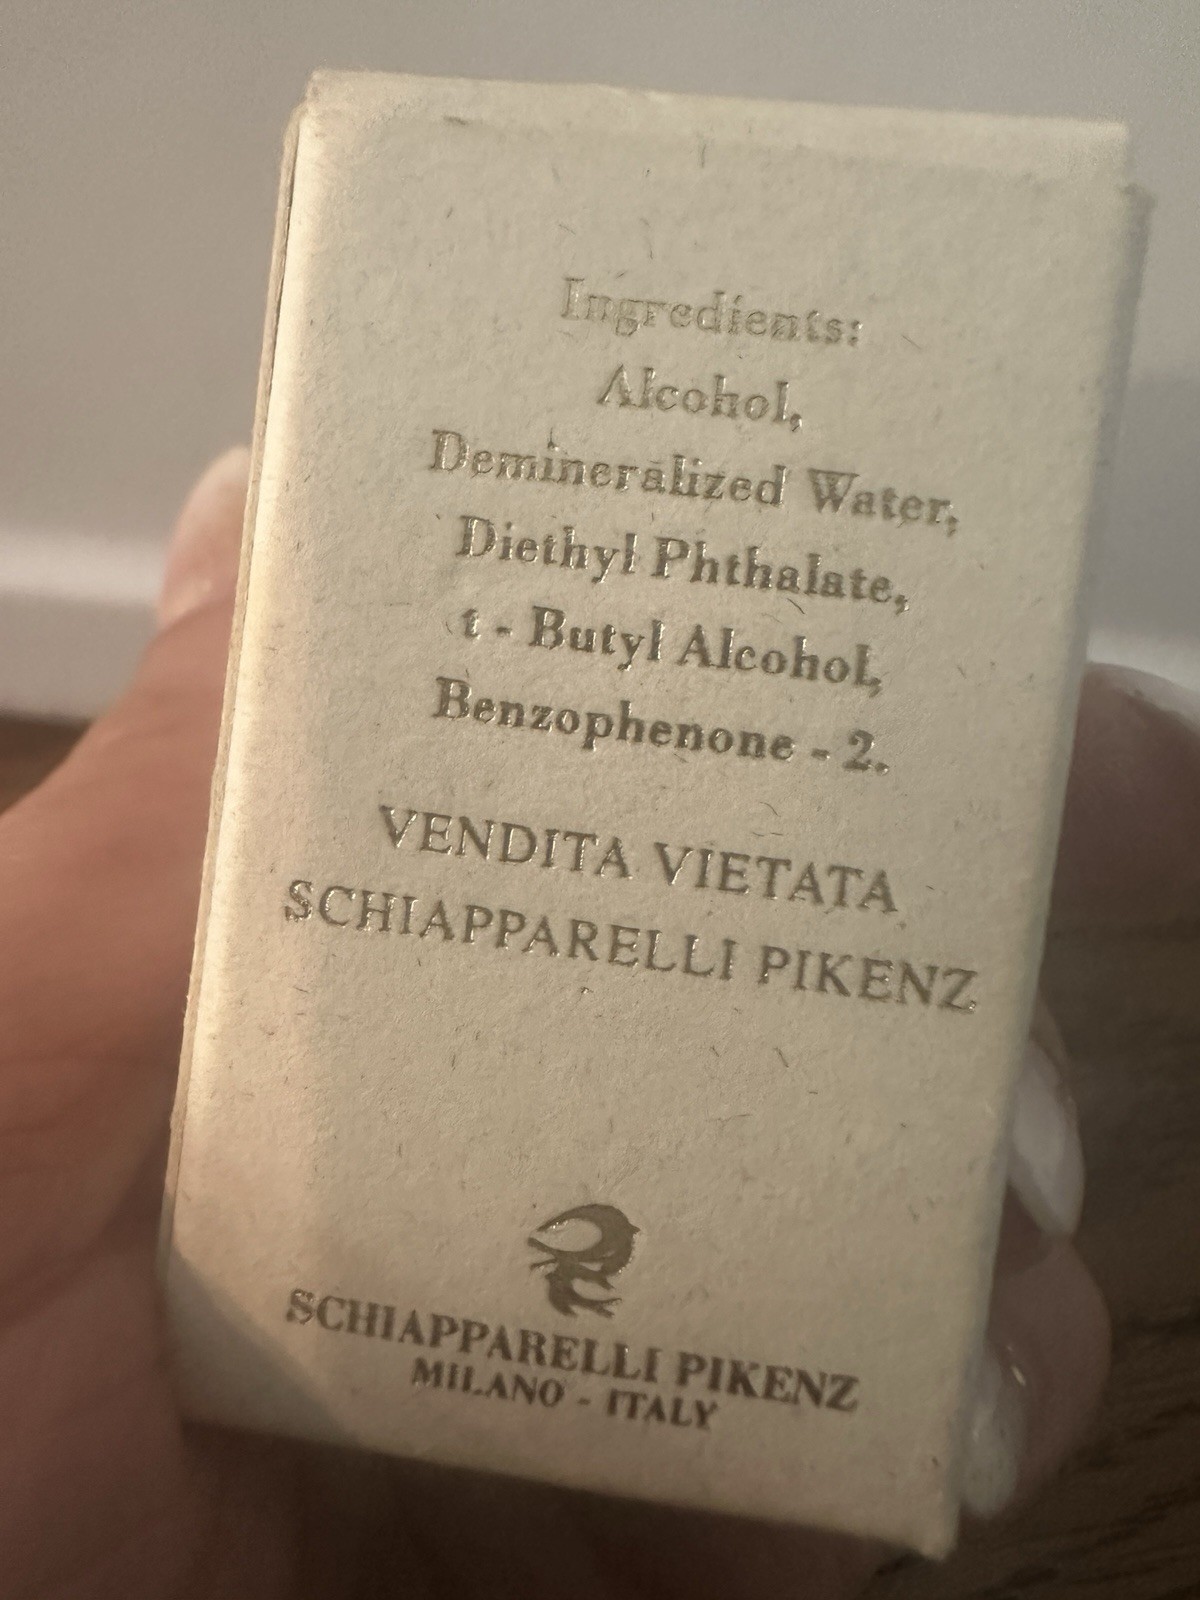 Ingredients:
Alcohol,
Demineralized Water,
Diethyl Phthalate,
t - Butyl Alcohol,
Benzophenone - 2.
VENDITA VIETATA
SCHIAPPARELLI PIKENZ
SCHIAPPARELLI PIKENZ
MILANO - ITALY